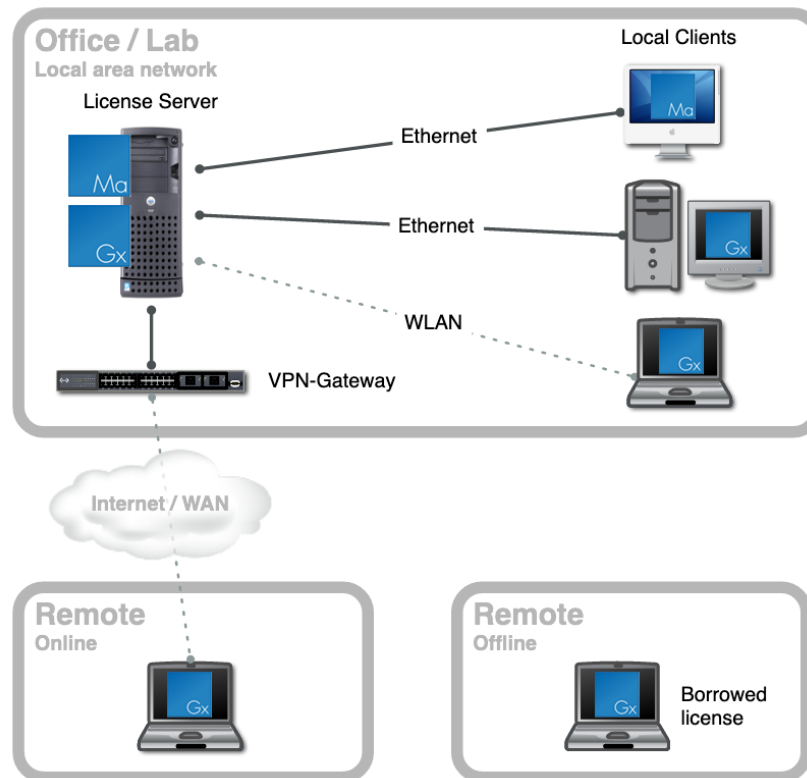 Office / Lab
Local area network
License Server
Local Clients
Ma
Ethernet
Ma
Gx
Ethernet
Gx
WLAN
Gx
VPN-Gateway
Internet / WAN
Remote
Online
Gx
Remote
Offline
Gx
Borrowed
license